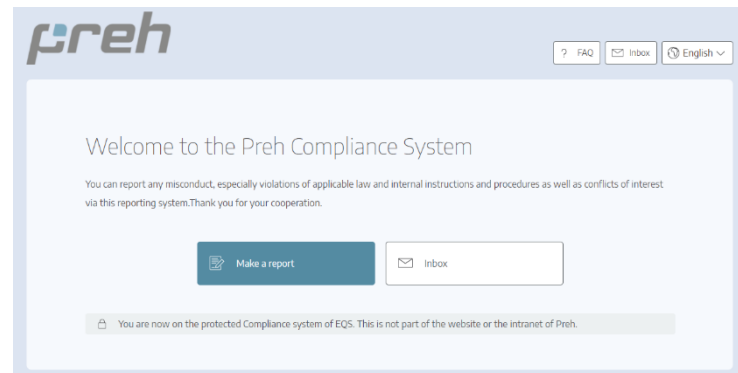 preh
? FAQ Inbox English
Welcome to the Preh Compliance System
You can report any misconduct, especially violations of applicable law and internal instructions and procedures as well as conflicts of interest
via this reporting system.Thank you for your cooperation.
Make a report Inbox
You are now on the protected Compliance system of EQS. This is not part of the website or the intranet of Preh.